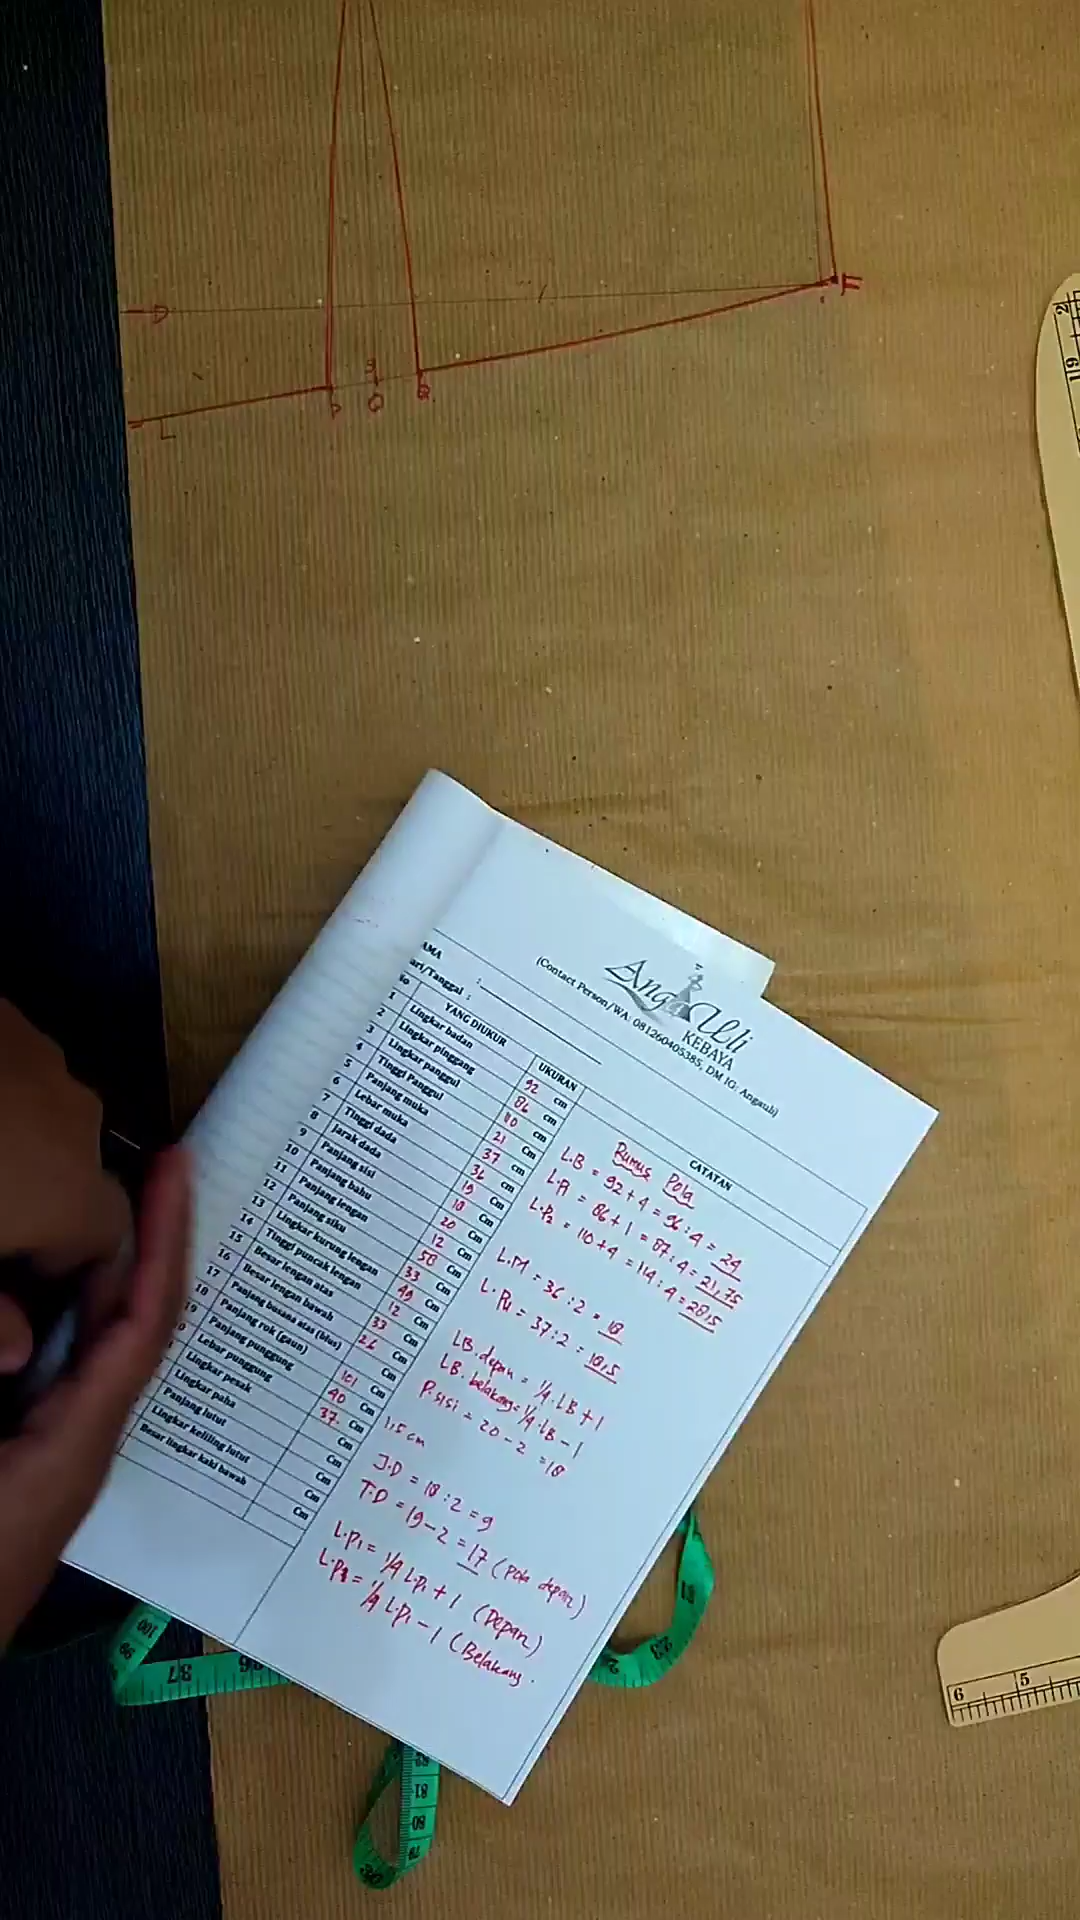 D
L
P
9
O
Q
F
Anggi Uli
KEBAYA
(Contact Person/WA: 081260405385, DM IG: Angauli)
AMA
ari/Tanggal :
No YANG DIUKUR UKURAN CATATAN
1 Lingkar badan 92 cm
2 Lingkar pinggang 86 cm
3 Lingkar panggul 110 Cm
4 Tinggi Panggul 21 Cm
5 Panjang muka 37 cm
6 Lebar muka 36 cm
7 Tinggi dada 19 cm
8 Jarak dada 18 Cm
9 Panjang sisi 20 Cm
10 Panjang bahu 12 Cm
11 Panjang lengan 58 Cm
12 Panjang siku 33 Cm
13 Lingkar kurung lengan 49 Cm
14 Tinggi puncak lengan 12 Cm
15 Besar lengan atas 33 Cm
16 Besar lengan bawah 26 Cm
17 Panjang busana atas (blus) Cm
18 Panjang rok (gaun) 101 Cm
19 Panjang punggung 40 Cm
0 Lebar punggung 37 Cm
Lingkar pesak Cm
Lingkar paha Cm
Panjang lutut Cm
Lingkar keliling lutut Cm
Besar lingkar kaki bawah Cm
Rumus Pola
L.B = 92 + 4 = 96 : 4 = 24
L.P1 = 86 + 1 = 87 : 4 = 21,75
L.P2 = 110 + 4 = 114 : 4 = 28,5
L.M = 36 : 2 = 18
37 : 2 = 18,5
LB. depan = 1/4 . LB + 1
LB. belakang = 1/4 . LB - 1
P. sisi = 20 - 2 = 18
1,5 cm
J.D = 18 : 2 = 9
T.D = 19 - 2 = 17 (pola depan)
L.P1 = 1/4 L.P1 + 1 (Depan)
1/4 L.P1 - 1 (Belakang.